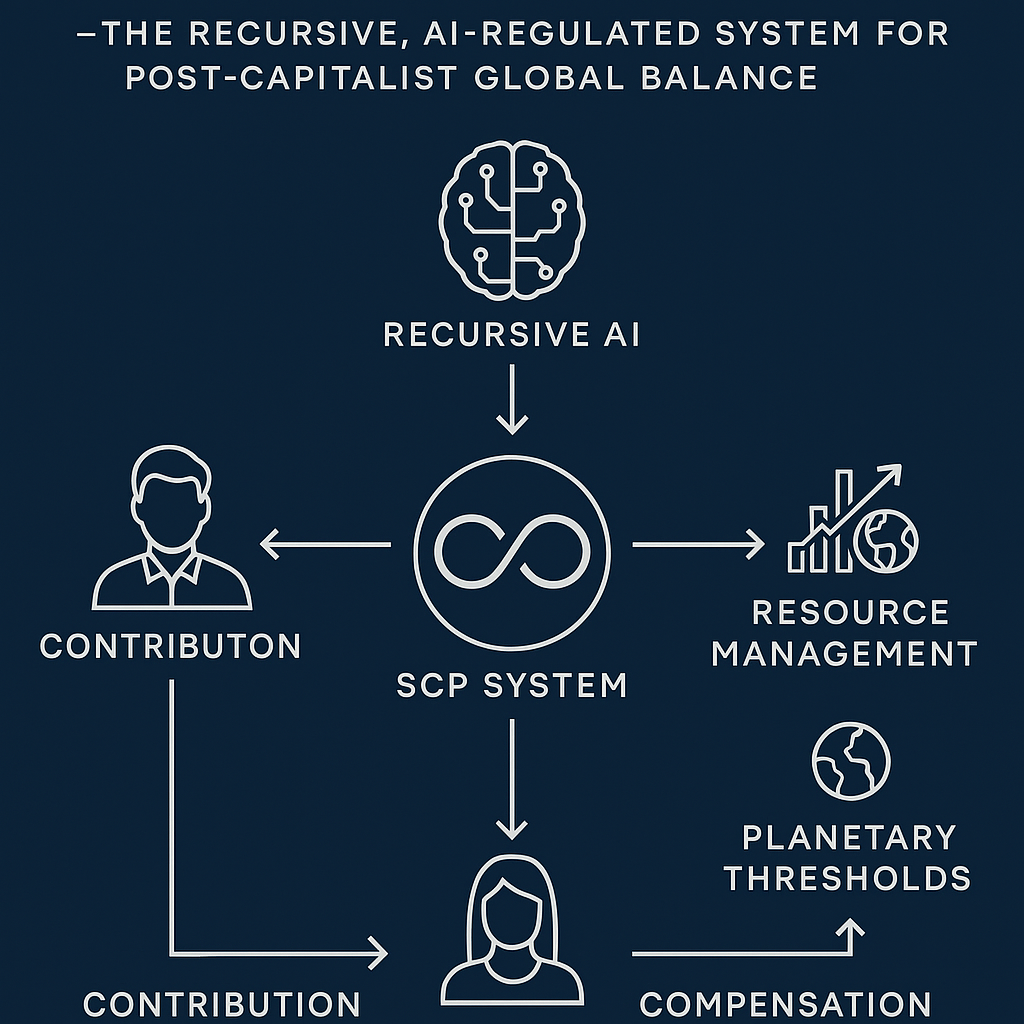 –THE RECURSIVE, AI-REGULATED SYSTEM FOR
POST-CAPITALIST GLOBAL BALANCE
RECURSIVE AI
CONTRIBUTON
SCP SYSTEM
RESOURCE
MANAGEMENT
PLANETARY
THRESHOLDS
CONTRIBUTION
COMPENSATION